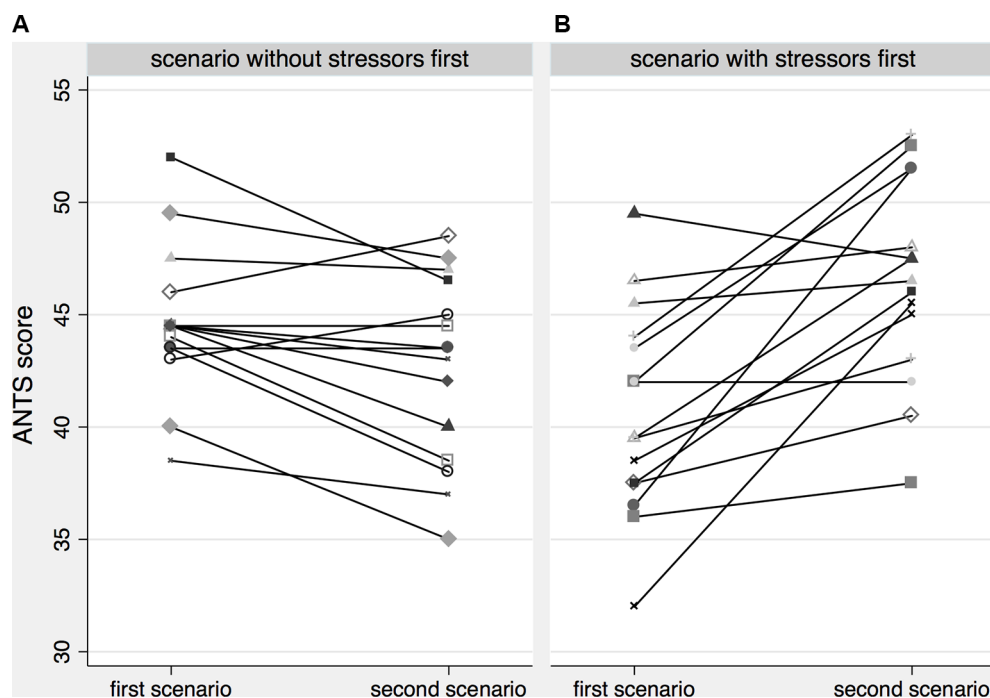 A
B
scenario without stressors first
scenario with stressors first
ANTS score
55
50
45
40
35
30
first scenario
second scenario
first scenario
second scenario